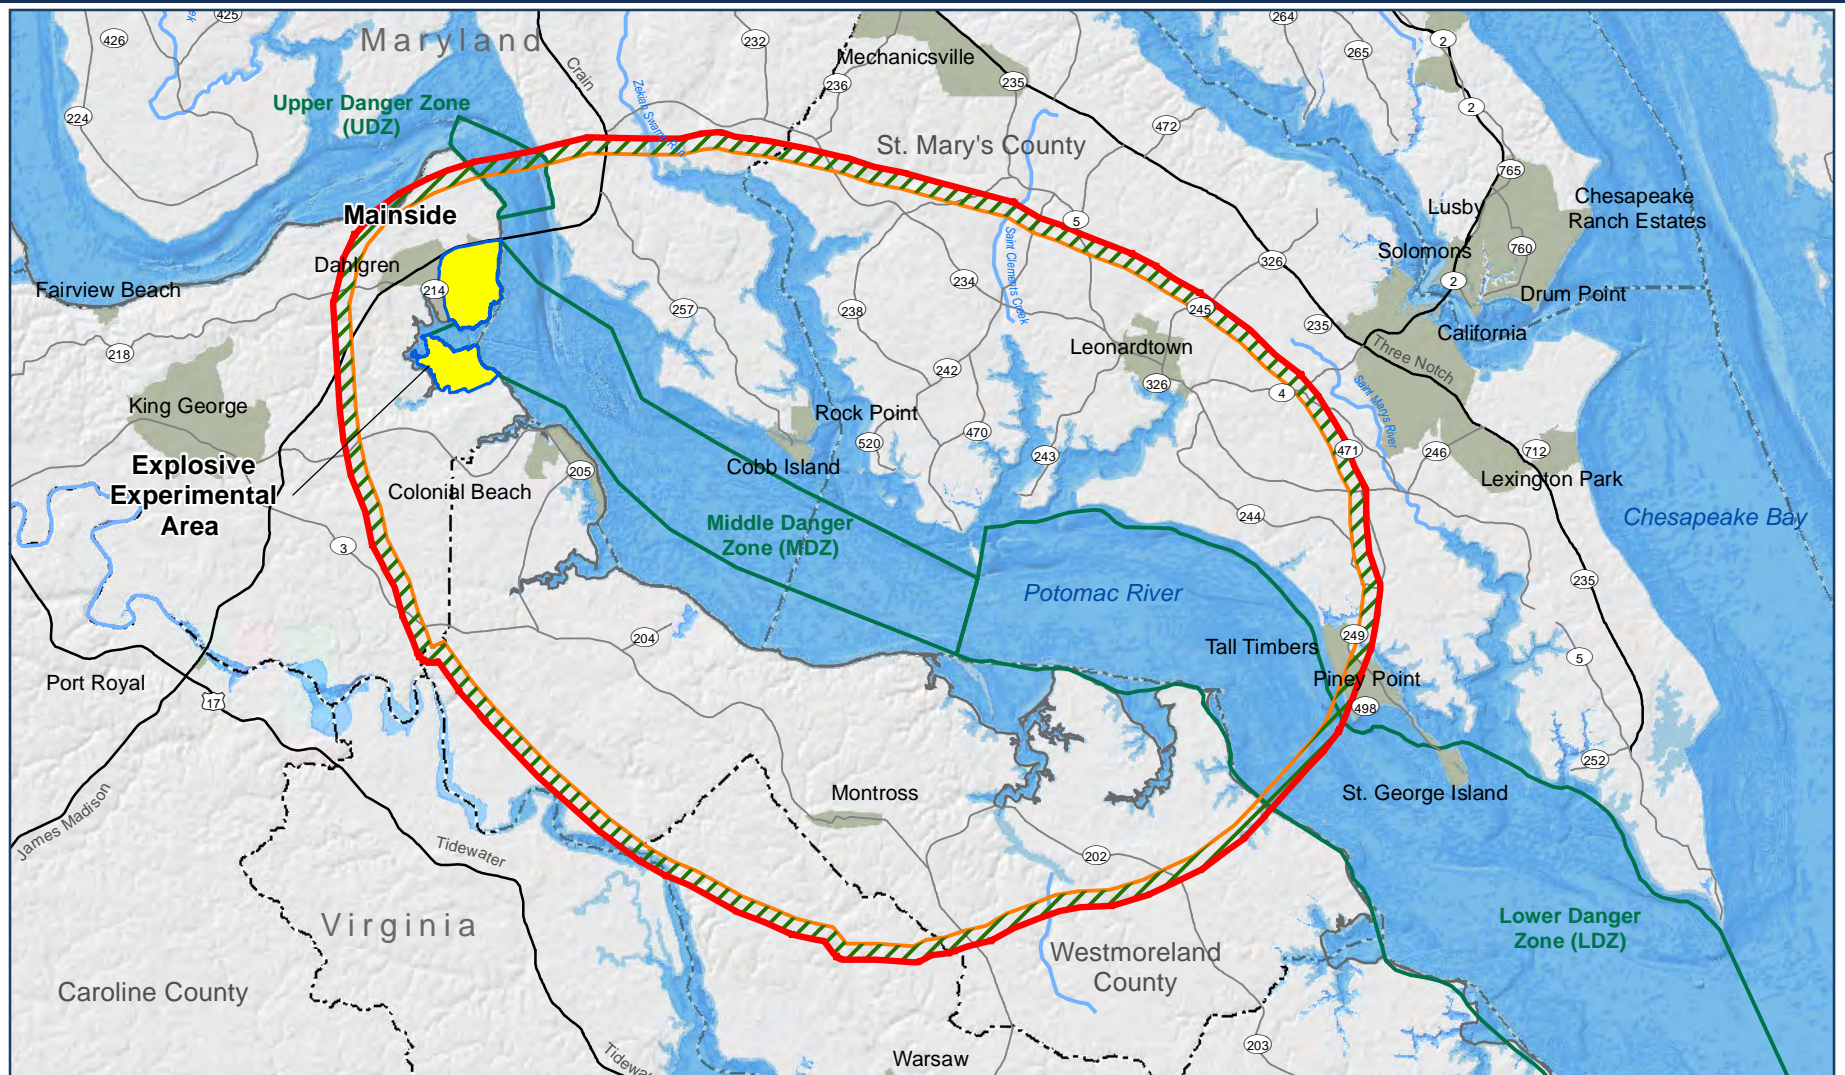 425
264
2
426
Maryland
232
265
Mechanicsville
Crain
235
236
Upper Danger Zone
(UDZ)
2
224
472
St. Mary's County
765
Mainside
Chesapeake
Ranch Estates
Lusby
5
760
Solomons
Dahlgren
326
234
2
Fairview Beach
214
Drum Point
257
238
245
Saint Clements Creek
235
California
218
Leonardtown
Three Notch
242
326
4
Saint Marys River
King George
Rock Point
470
520
471
246
712
243
Explosive
Experimental
Area
205
Cobb Island
Lexington Park
Colonial Beach
244
Chesapeake Bay
Middle Danger
Zone (MDZ)
3
235
Potomac River
204
249
Tall Timbers
5
Port Royal
Piney Point
17
498
252
Montross
St. George Island
James Madison
Tidewater
202
Virginia
Lower Danger
Zone (LDZ)
Westmoreland
County
Caroline County
203
Warsaw